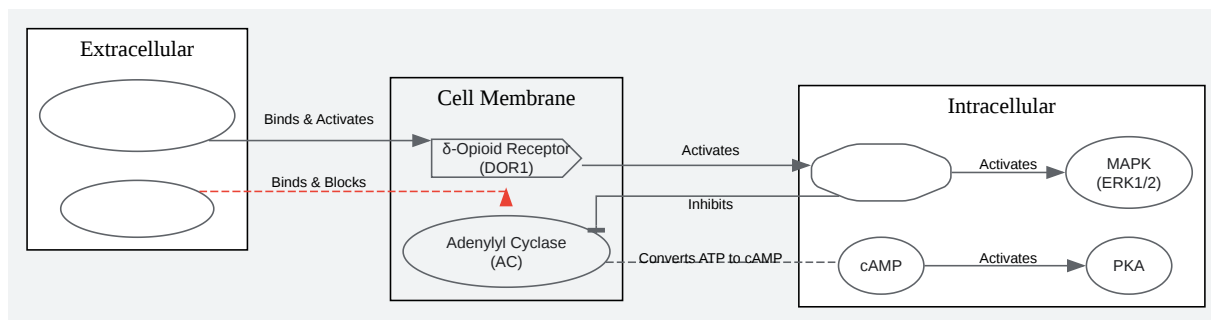 Extracellular
Binds & Activates
Binds & Blocks
Cell Membrane
δ-Opioid Receptor
(DOR1)
Adenylyl Cyclase
(AC)
Activates
Inhibits
Converts ATP to cAMP
Intracellular
Activates
MAPK
(ERK1/2)
cAMP
Activates
PKA